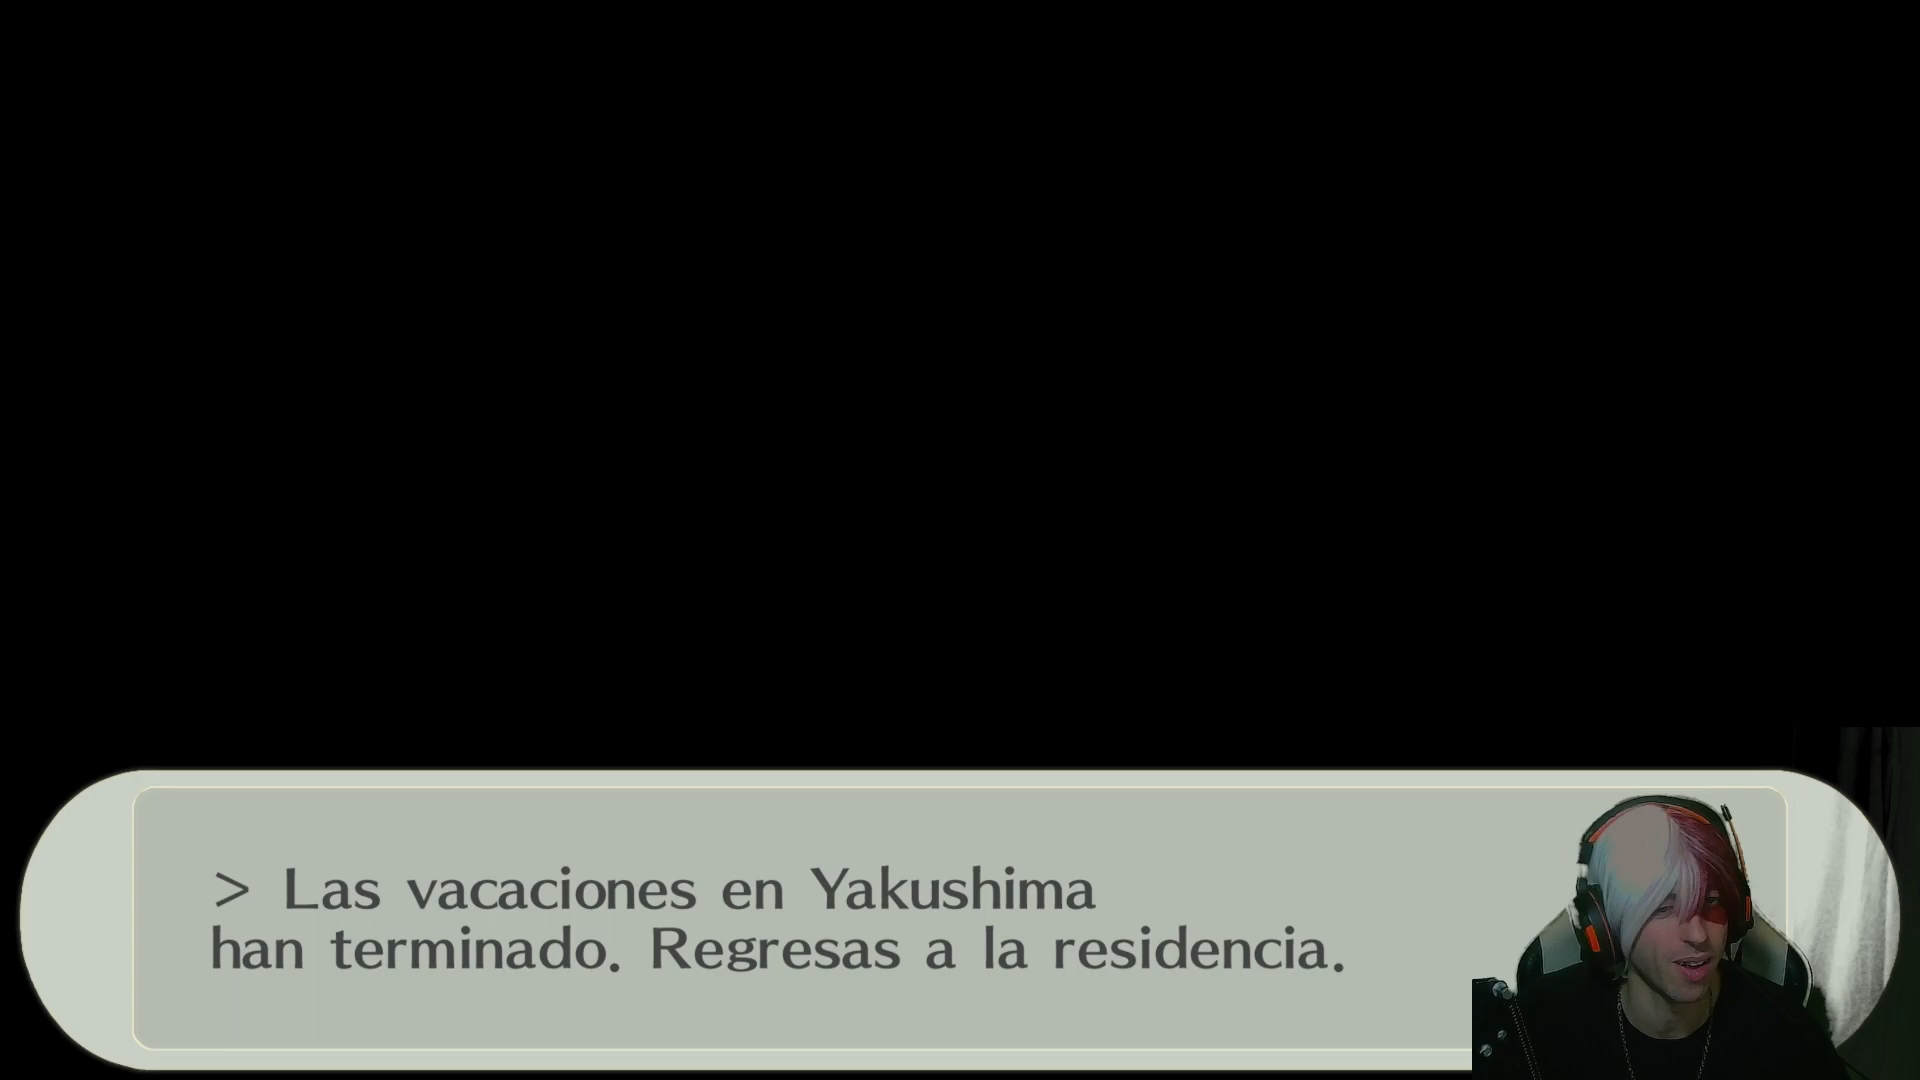 > Las vacaciones en Yakushima
han terminado. Regresas a la residencia.